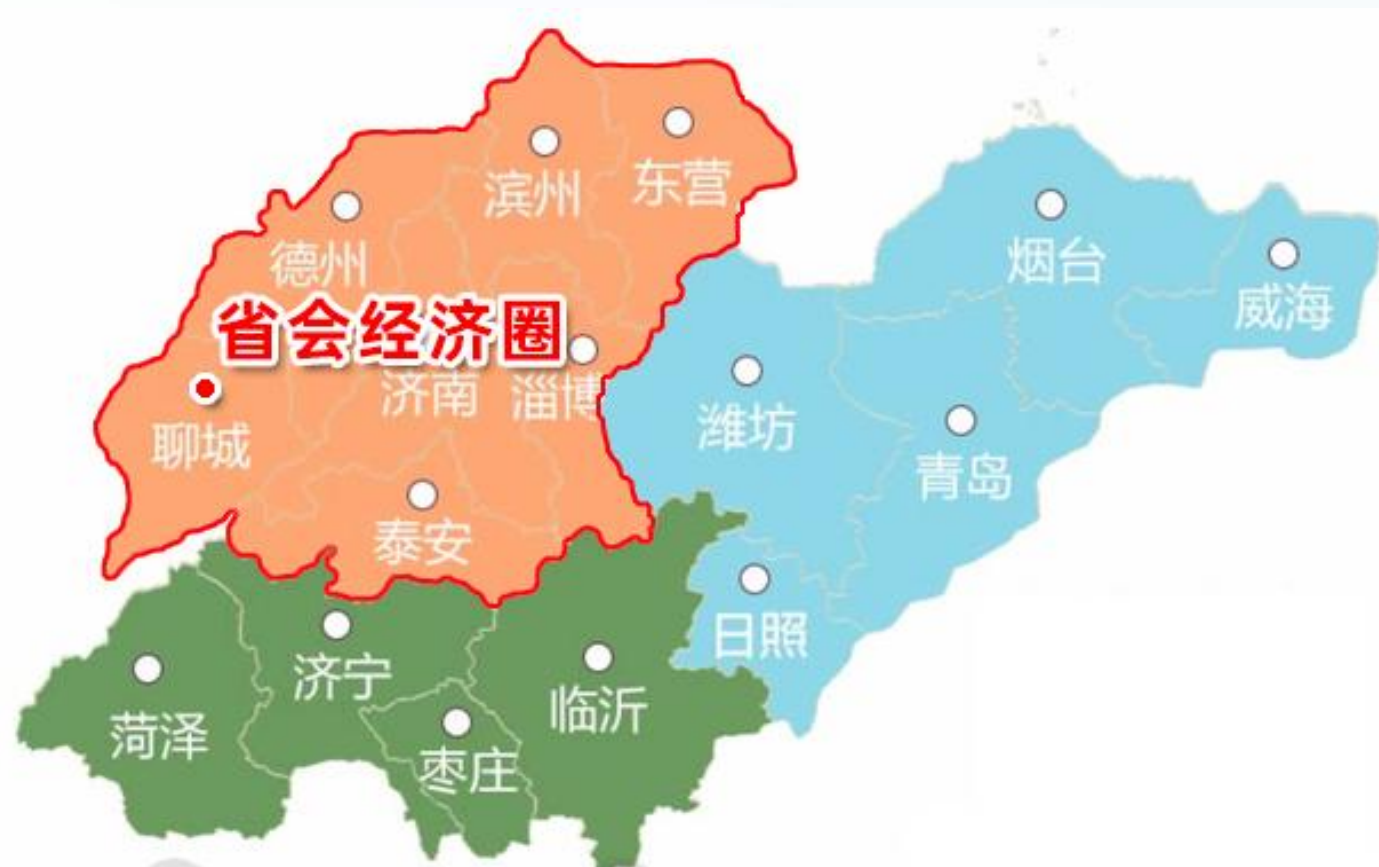 滨州
东营
德州
烟台
威海
省会经济圈
济南
淄博
聊城
潍坊
青岛
泰安
日照
济宁
临沂
菏泽
枣庄